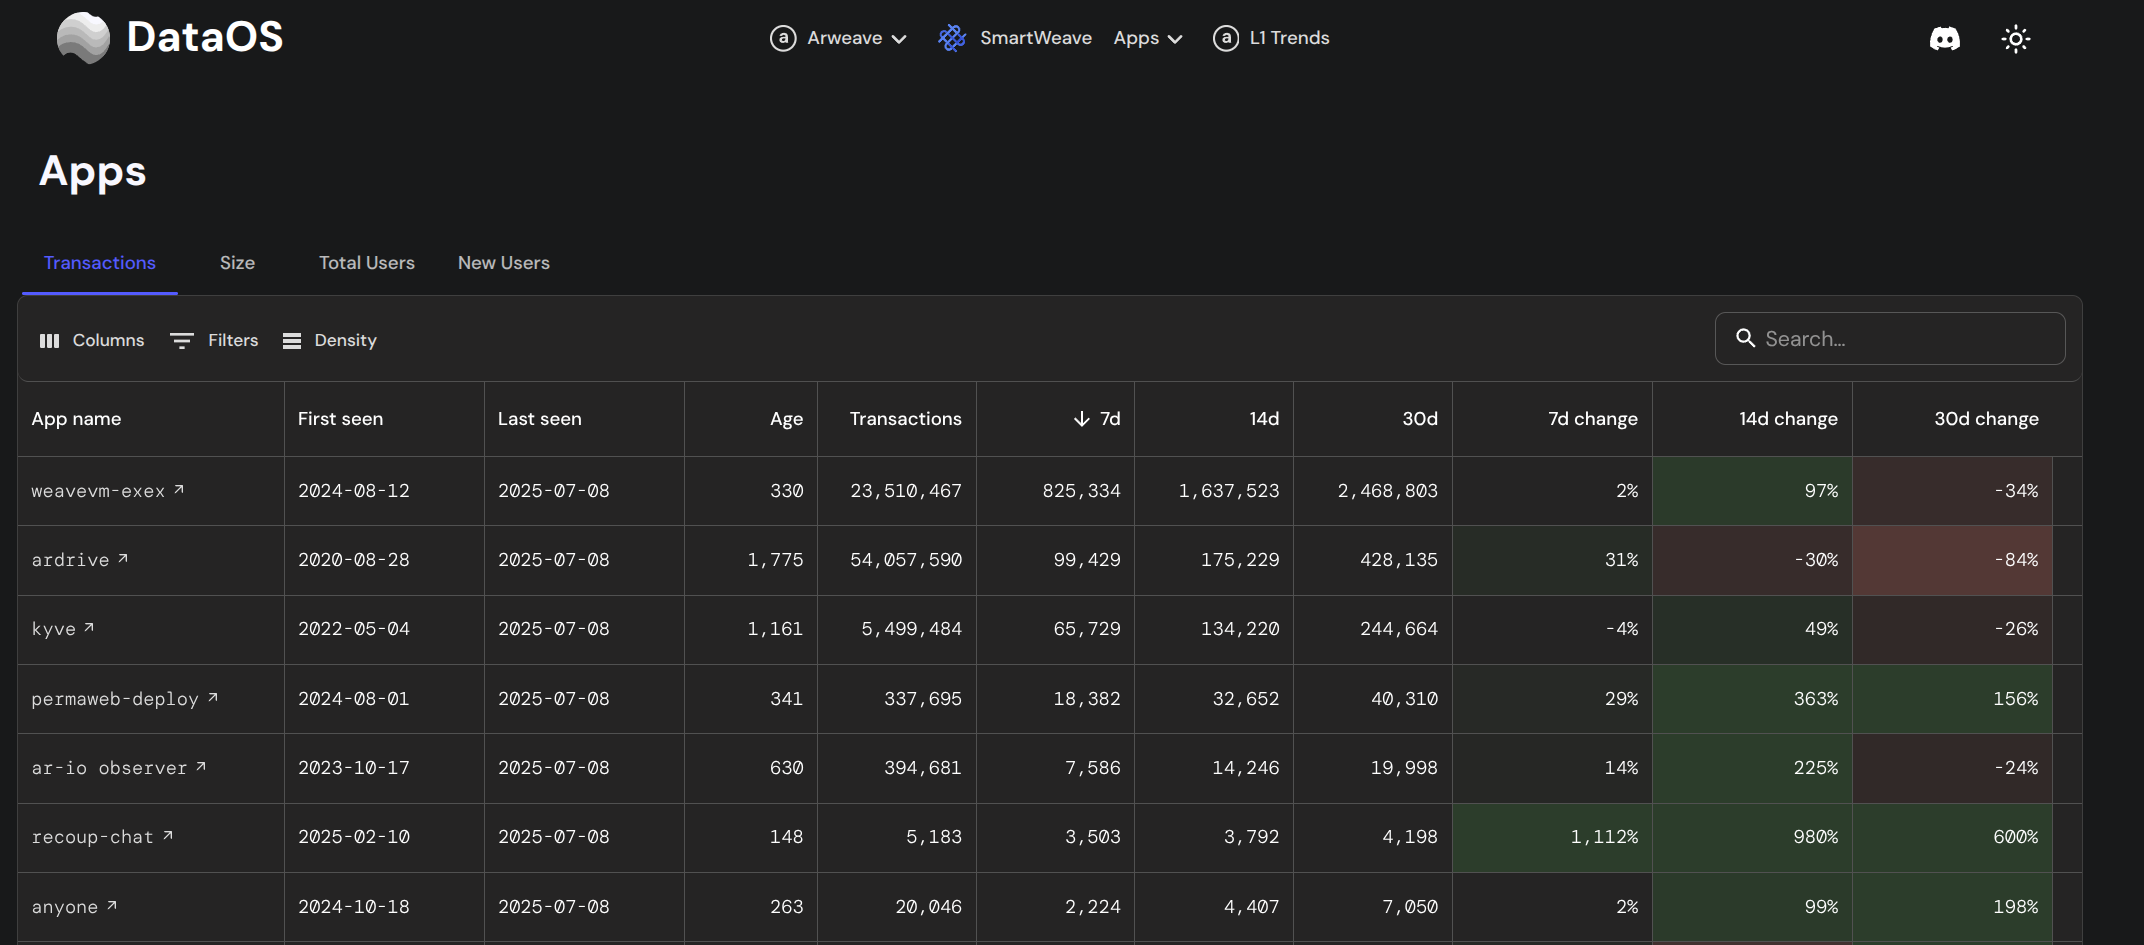 DataOS
a Arweave SmartWeave Apps a L1 Trends
Apps
Transactions Size Total Users New Users
Columns Filters Density Search...
App name First seen Last seen Age Transactions ↓ 7d 14d 30d 7d change 14d change 30d change
weavevm-exex ↗ 2024-08-12 2025-07-08 330 23,510,467 825,334 1,637,523 2,468,803 2% 97% -34%
ardrive ↗ 2020-08-28 2025-07-08 1,775 54,057,590 99,429 175,229 428,135 31% -30% -84%
kyve ↗ 2022-05-04 2025-07-08 1,161 5,499,484 65,729 134,220 244,664 -4% 49% -26%
permaweb-deploy ↗ 2024-08-01 2025-07-08 341 337,695 18,382 32,652 40,310 29% 363% 156%
ar-io observer ↗ 2023-10-17 2025-07-08 630 394,681 7,586 14,246 19,998 14% 225% -24%
recoup-chat ↗ 2025-02-10 2025-07-08 148 5,183 3,503 3,792 4,198 1,112% 980% 600%
anyone ↗ 2024-10-18 2025-07-08 263 20,046 2,224 4,407 7,050 2% 99% 198%